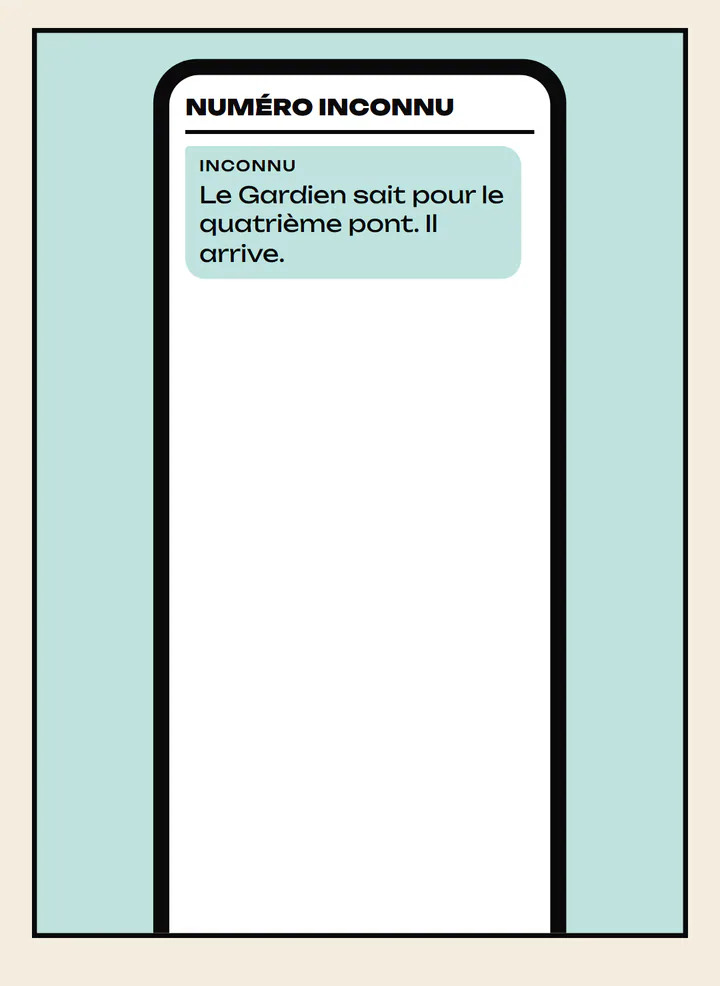 NUMÉRO INCONNU
INCONNU
Le Gardien sait pour le
quatrième pont. Il
arrive.